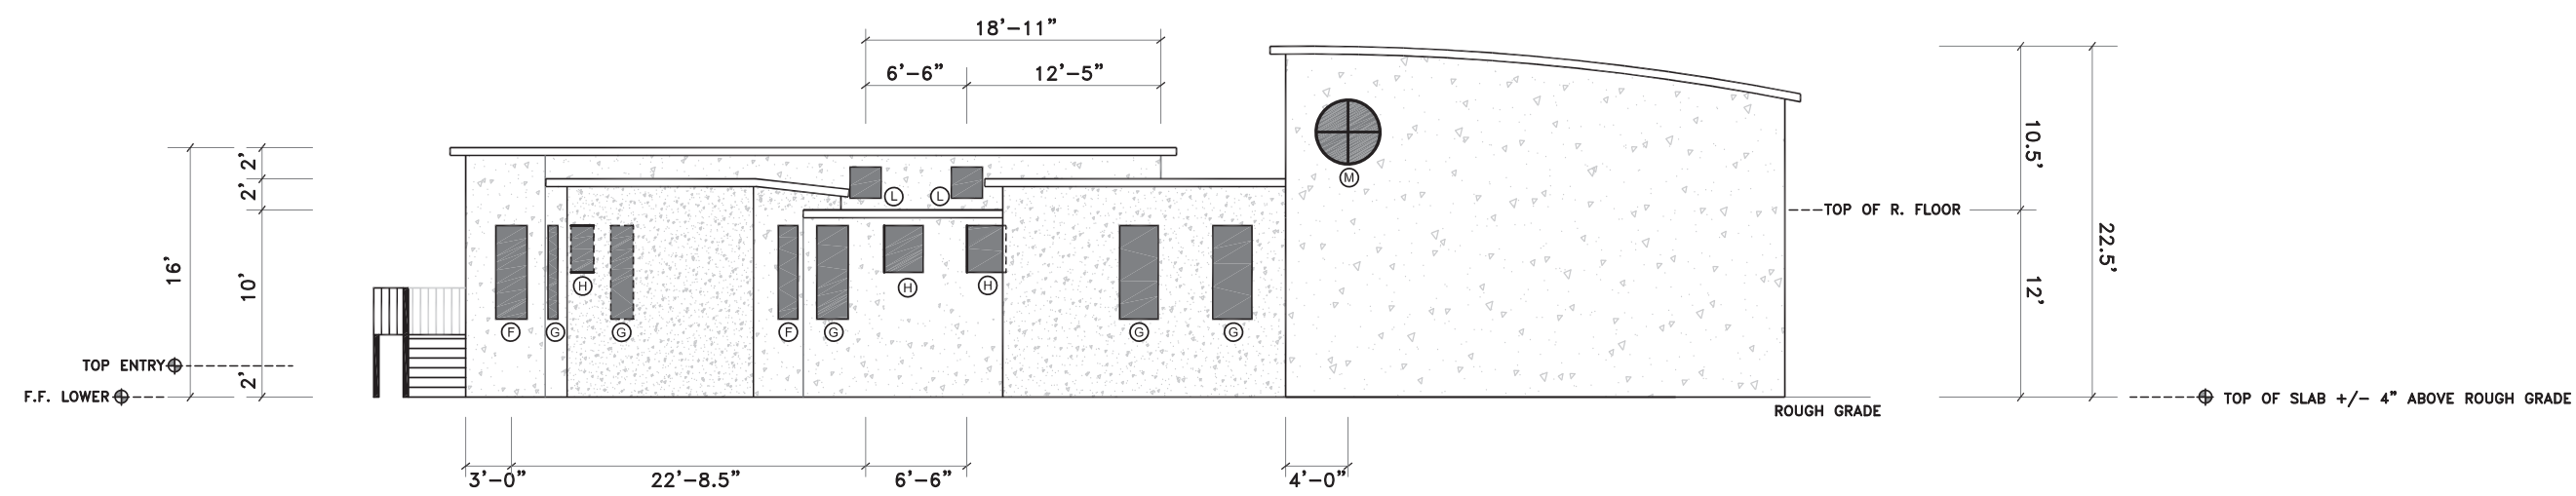 18'-11"
6'-6" 12'-5"
2'
2'
16'
10'
2'
10.5'
22.5'
12'
L L
M
TOP OF R. FLOOR
H H H
F G G F G G G
TOP ENTRY
F.F. LOWER
TOP OF SLAB +/- 4" ABOVE ROUGH GRADE
ROUGH GRADE
3'-0" 22'-8.5" 6'-6" 4'-0"